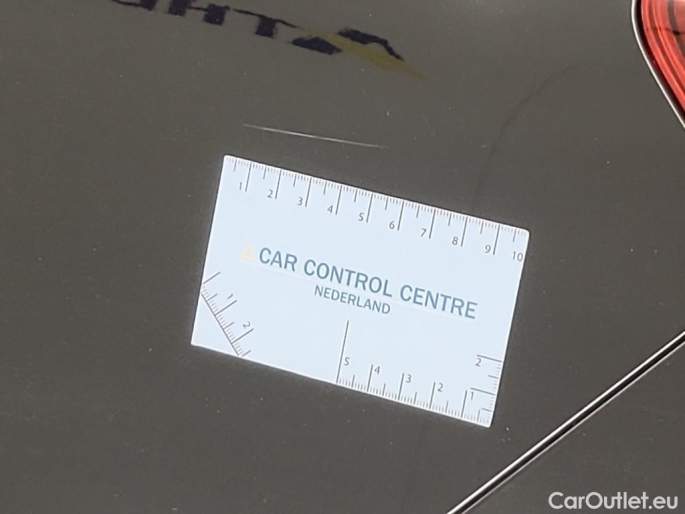 1 2 3 4 5 6 7 8 9 10
CAR CONTROL CENTRE
NEDERLAND
1
2
5 4 3 2 1
2
CarOutlet.eu